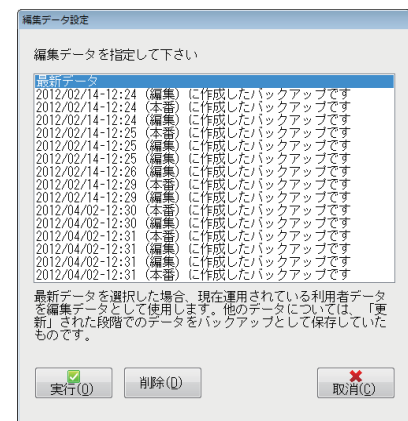 編集データ設定
編集データを指定して下さい
最新データ
2012/02/14-12:24 (編集) に作成したバックアップです
2012/02/14-12:24 (本番) に作成したバックアップです
2012/02/14-12:24 (編集) に作成したバックアップです
2012/02/14-12:25 (本番) に作成したバックアップです
2012/02/14-12:25 (編集) に作成したバックアップです
2012/02/14-12:25 (編集) に作成したバックアップです
2012/02/14-12:26 (編集) に作成したバックアップです
2012/02/14-12:29 (本番) に作成したバックアップです
2012/02/14-12:29 (編集) に作成したバックアップです
2012/04/02-12:30 (本番) に作成したバックアップです
2012/04/02-12:30 (編集) に作成したバックアップです
2012/04/02-12:31 (本番) に作成したバックアップです
2012/04/02-12:31 (編集) に作成したバックアップです
2012/04/02-12:31 (編集) に作成したバックアップです
2012/04/02-12:31 (本番) に作成したバックアップです
最新データを選択した場合、現在運用されている利用者データ
を編集データとして使用します。他のデータについては、「更
新」された段階でのデータをバックアップとして保存していた
ものです。
実行(O) 削除(D) 取消(C)